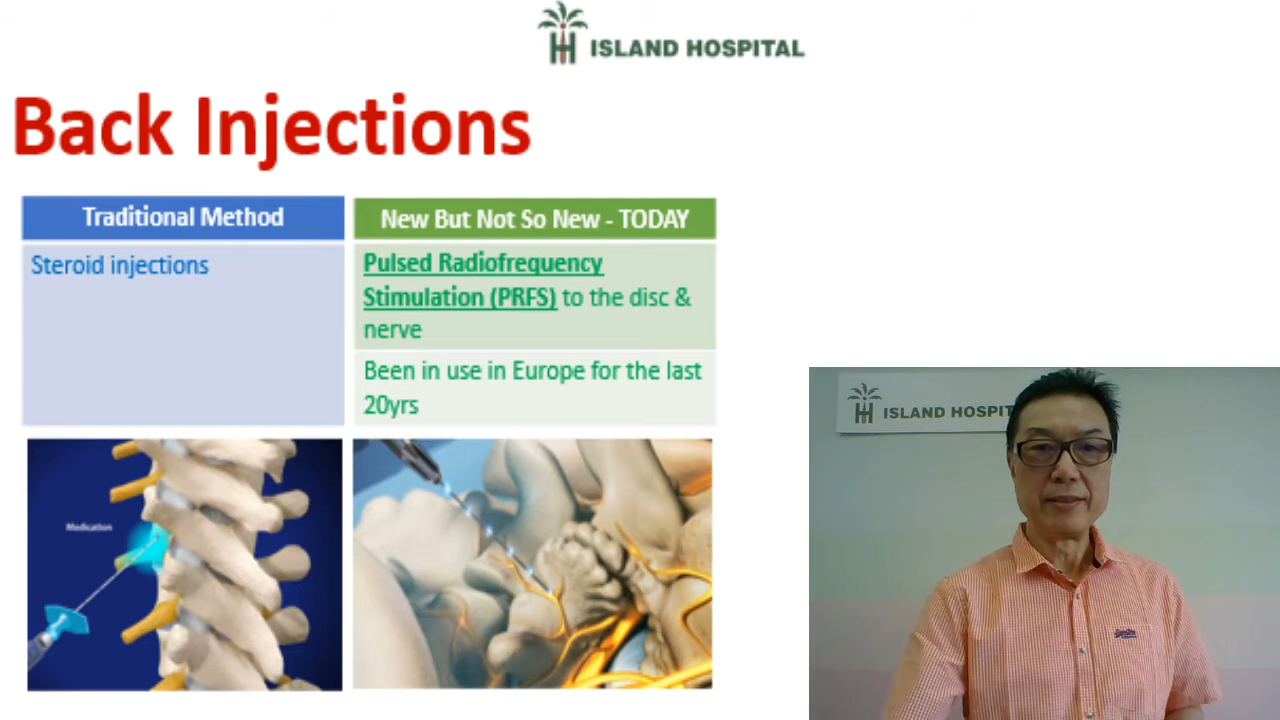 ISLAND HOSPITAL
Back Injections
Traditional Method
New But Not So New - TODAY
Steroid injections
Pulsed Radiofrequency
Stimulation (PRFS) to the disc &
nerve
Been in use in Europe for the last
20yrs
Medication
ISLAND HOSPIT